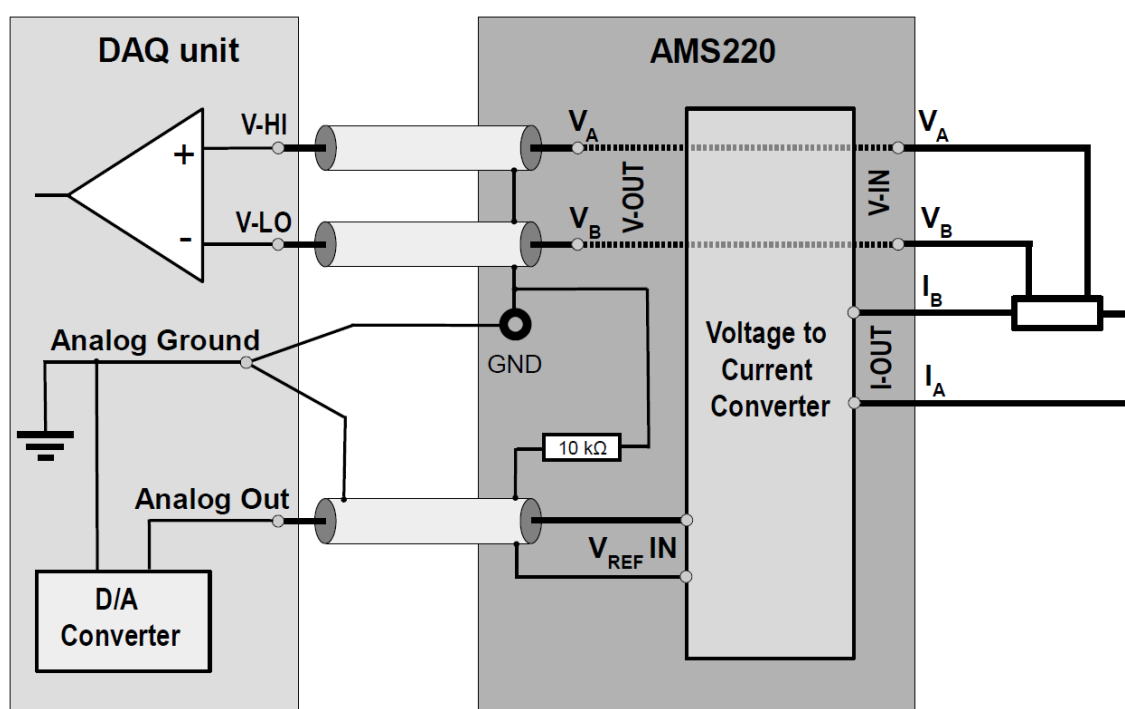 DAQ unit
AMS220
V-HI
V-LO
+
-
V_A
V_B
V-OUT
V-IN
V_A
V_B
I_B
I_A
I-OUT
Analog Ground
GND
Voltage to
Current
Converter
10 kΩ
Analog Out
V_REF IN
D/A
Converter